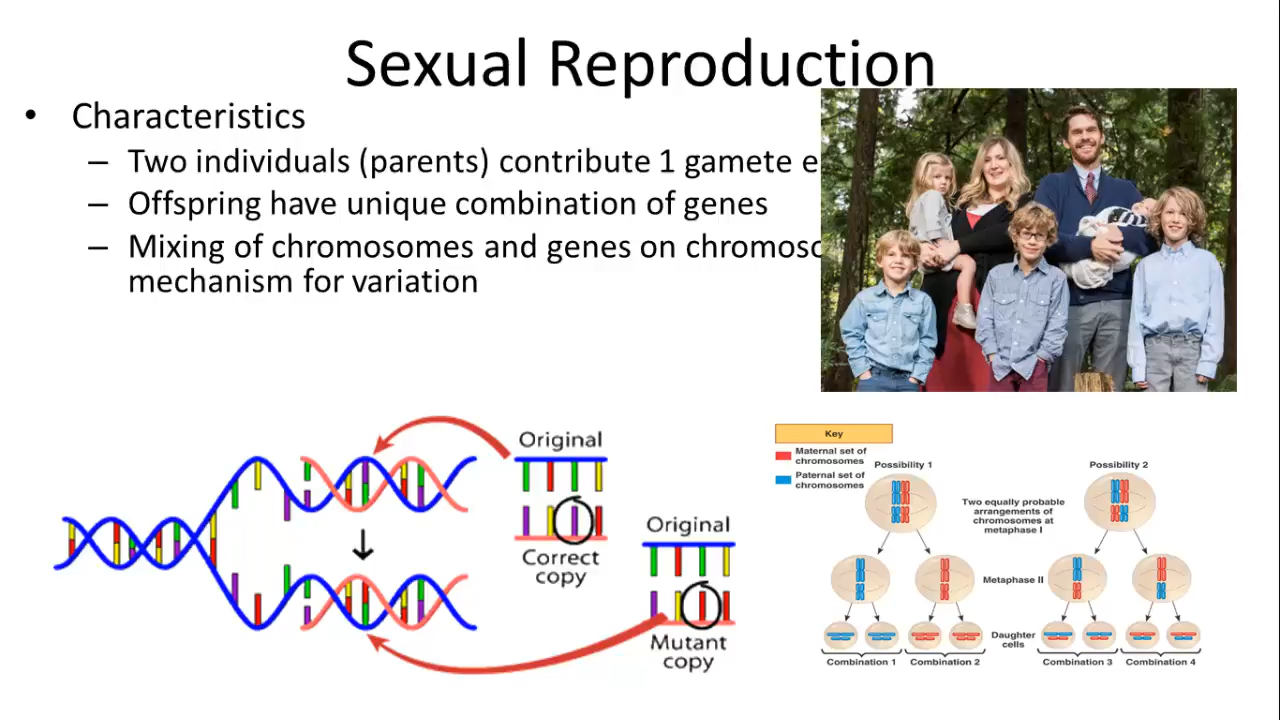 Sexual Reproduction
• Characteristics
– Two individuals (parents) contribute 1 gamete
– Offspring have unique combination of genes
– Mixing of chromosomes and genes on
mechanism for variation
Original
Correct
copy
Original
Mutant
copy
Key
Maternal set of
chromosomes
Paternal set of
chromosomes
Possibility 1
Possibility 2
Two equally probable
arrangements of
chromosomes at
metaphase I
Metaphase II
Daughter
cells
Combination 1
Combination 2
Combination 3
Combination 4